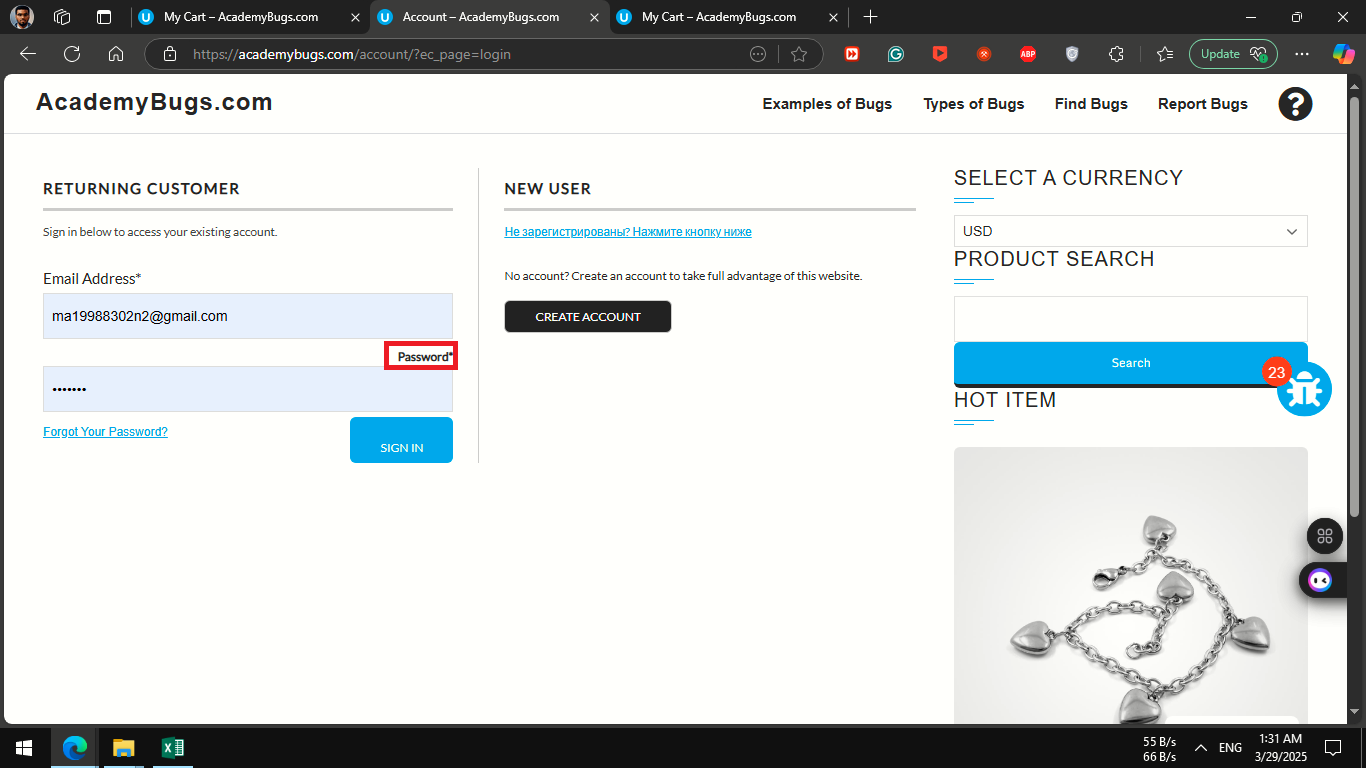 My Cart – AcademyBugs.com
Account – AcademyBugs.com
My Cart – AcademyBugs.com
https://academybugs.com/account/?ec_page=login
ABP
Update
AcademyBugs.com
Examples of Bugs
Types of Bugs
Find Bugs
Report Bugs
?
RETURNING CUSTOMER
Sign in below to access your existing account.
Email Address*
ma19988302n2@gmail.com
Password*
•••••••
Forgot Your Password?
SIGN IN
NEW USER
Не зарегистрированы? Нажмите кнопку ниже
No account? Create an account to take full advantage of this website.
CREATE ACCOUNT
SELECT A CURRENCY
USD
PRODUCT SEARCH
Search
23
HOT ITEM
55 B/s
66 B/s
ENG
1:31 AM
3/29/2025